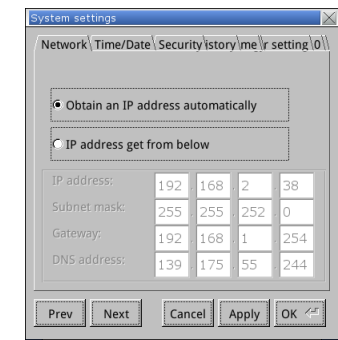 System settings
Network Time/Date Security istory me r setting 0
Obtain an IP address automatically
IP address get from below
IP address: 192 . 168 . 2 . 38
Subnet mask: 255 . 255 . 252 . 0
Gateway: 192 . 168 . 1 . 254
DNS address: 139 . 175 . 55 . 244
Prev Next Cancel Apply OK